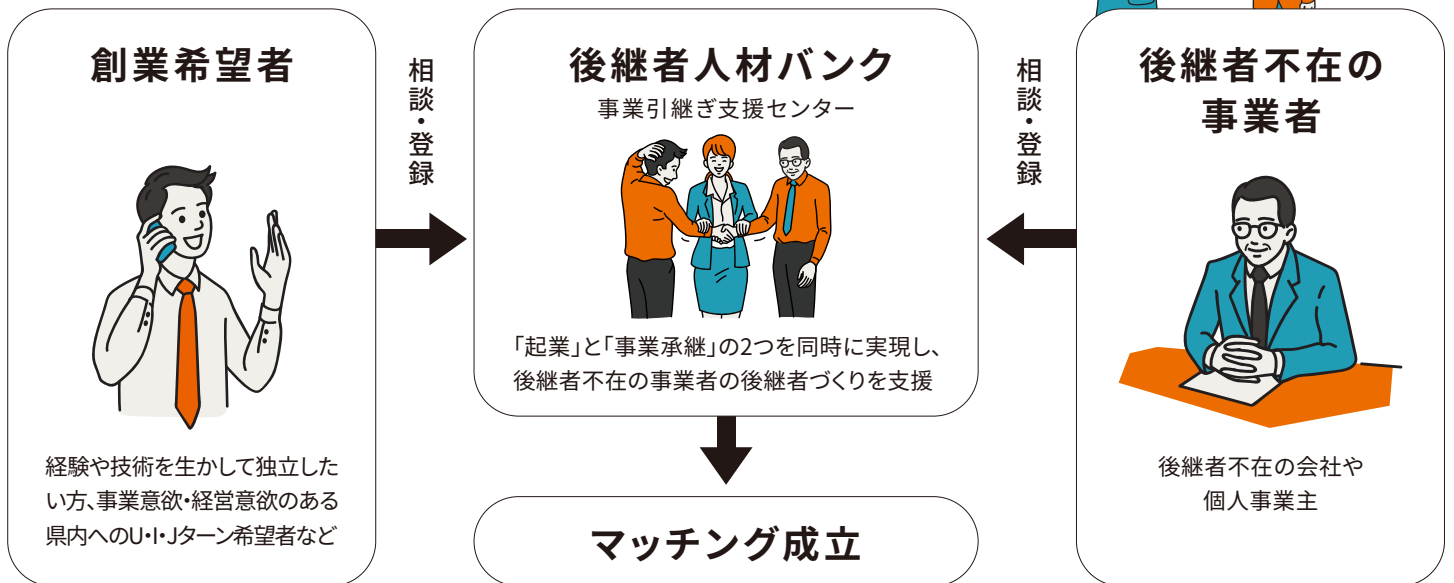 創業希望者
経験や技術を生かして独立した
い方、事業意欲・経営意欲のある
県内へのU・I・Jターン希望者など
相談・登録
後継者人材バンク
事業引継ぎ支援センター
「起業」と「事業承継」の2つを同時に実現し、
後継者不在の事業者の後継者づくりを支援
マッチング成立
相談・登録
後継者不在の
事業者
後継者不在の会社や
個人事業主